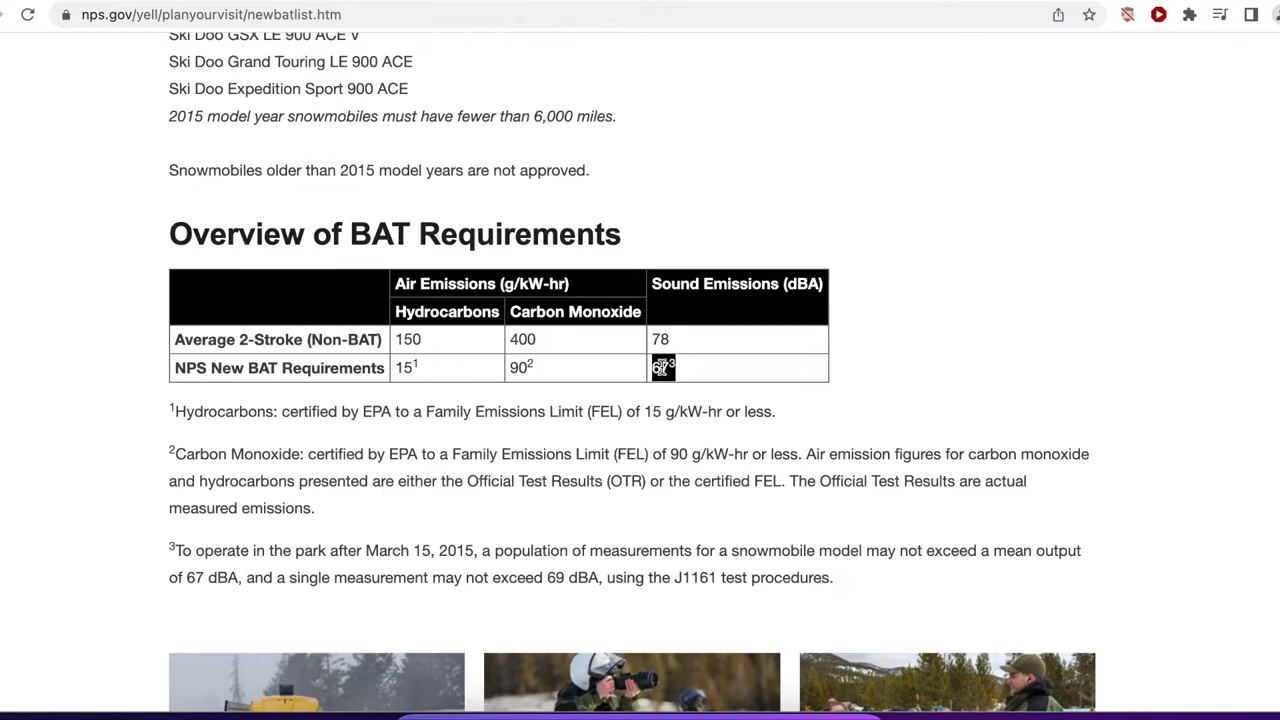 nps.gov/yell/planyourvisit/newbatlist.htm
Ski Doo GSX LE 900 ACE V
Ski Doo Grand Touring LE 900 ACE
Ski Doo Expedition Sport 900 ACE
2015 model year snowmobiles must have fewer than 6,000 miles.
Snowmobiles older than 2015 model years are not approved.
Overview of BAT Requirements
Air Emissions (g/kW-hr) Sound Emissions (dBA)
Hydrocarbons Carbon Monoxide
Average 2-Stroke (Non-BAT) 150 400 78
NPS New BAT Requirements 15¹ 90² 67³
¹Hydrocarbons: certified by EPA to a Family Emissions Limit (FEL) of 15 g/kW-hr or less.
²Carbon Monoxide: certified by EPA to a Family Emissions Limit (FEL) of 90 g/kW-hr or less. Air emission figures for carbon monoxide
and hydrocarbons presented are either the Official Test Results (OTR) or the certified FEL. The Official Test Results are actual
measured emissions.
³To operate in the park after March 15, 2015, a population of measurements for a snowmobile model may not exceed a mean output
of 67 dBA, and a single measurement may not exceed 69 dBA, using the J1161 test procedures.